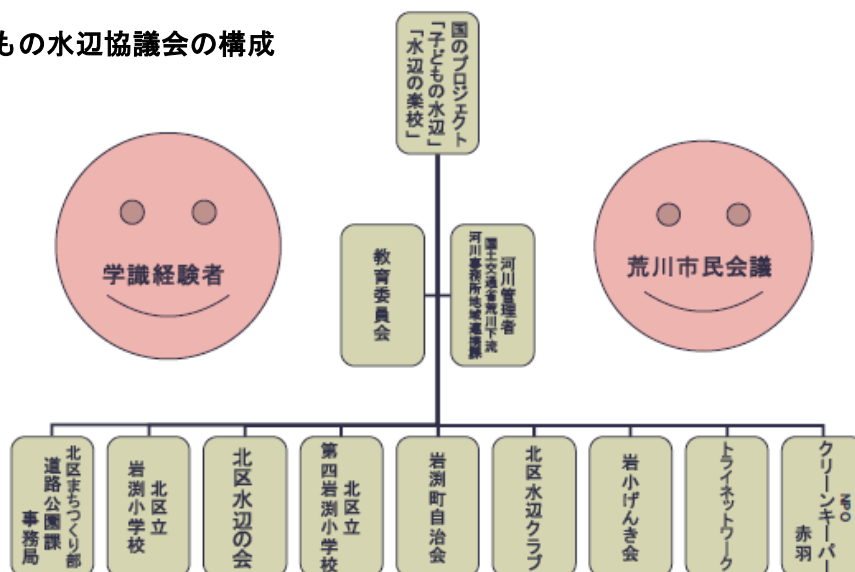 もの水辺協議会の構成
国のプロジェクト
「子どもの水辺」
「水辺の楽校」
学識経験者
荒川市民会議
教育委員会
河川管理者
国土交通省荒川下流
河川事務所地域連携課
北区まちづくり部
道路公園課
事務局
北区立
岩渕小学校
北区水辺の会
北区立
第四岩渕小学校
岩渕町自治会
北区水辺クラブ
岩小げんき会
トライネットワーク
NPO
クリーンキーパー
赤羽